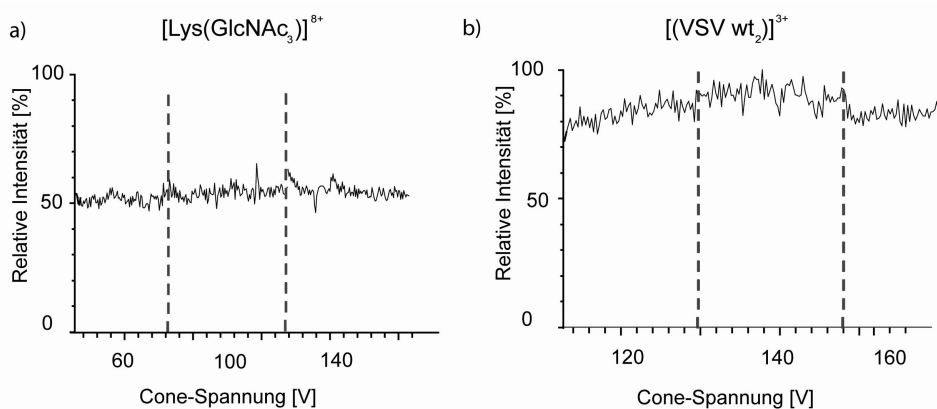 a)
[Lys(GlcNAc₃)]⁸⁺
Relative Intensität [%]
100
50
0
60
100
140
Cone-Spannung [V]
b)
[(VSV wt₂)]³⁺
Relative Intensität [%]
100
50
0
120
140
160
Cone-Spannung [V]